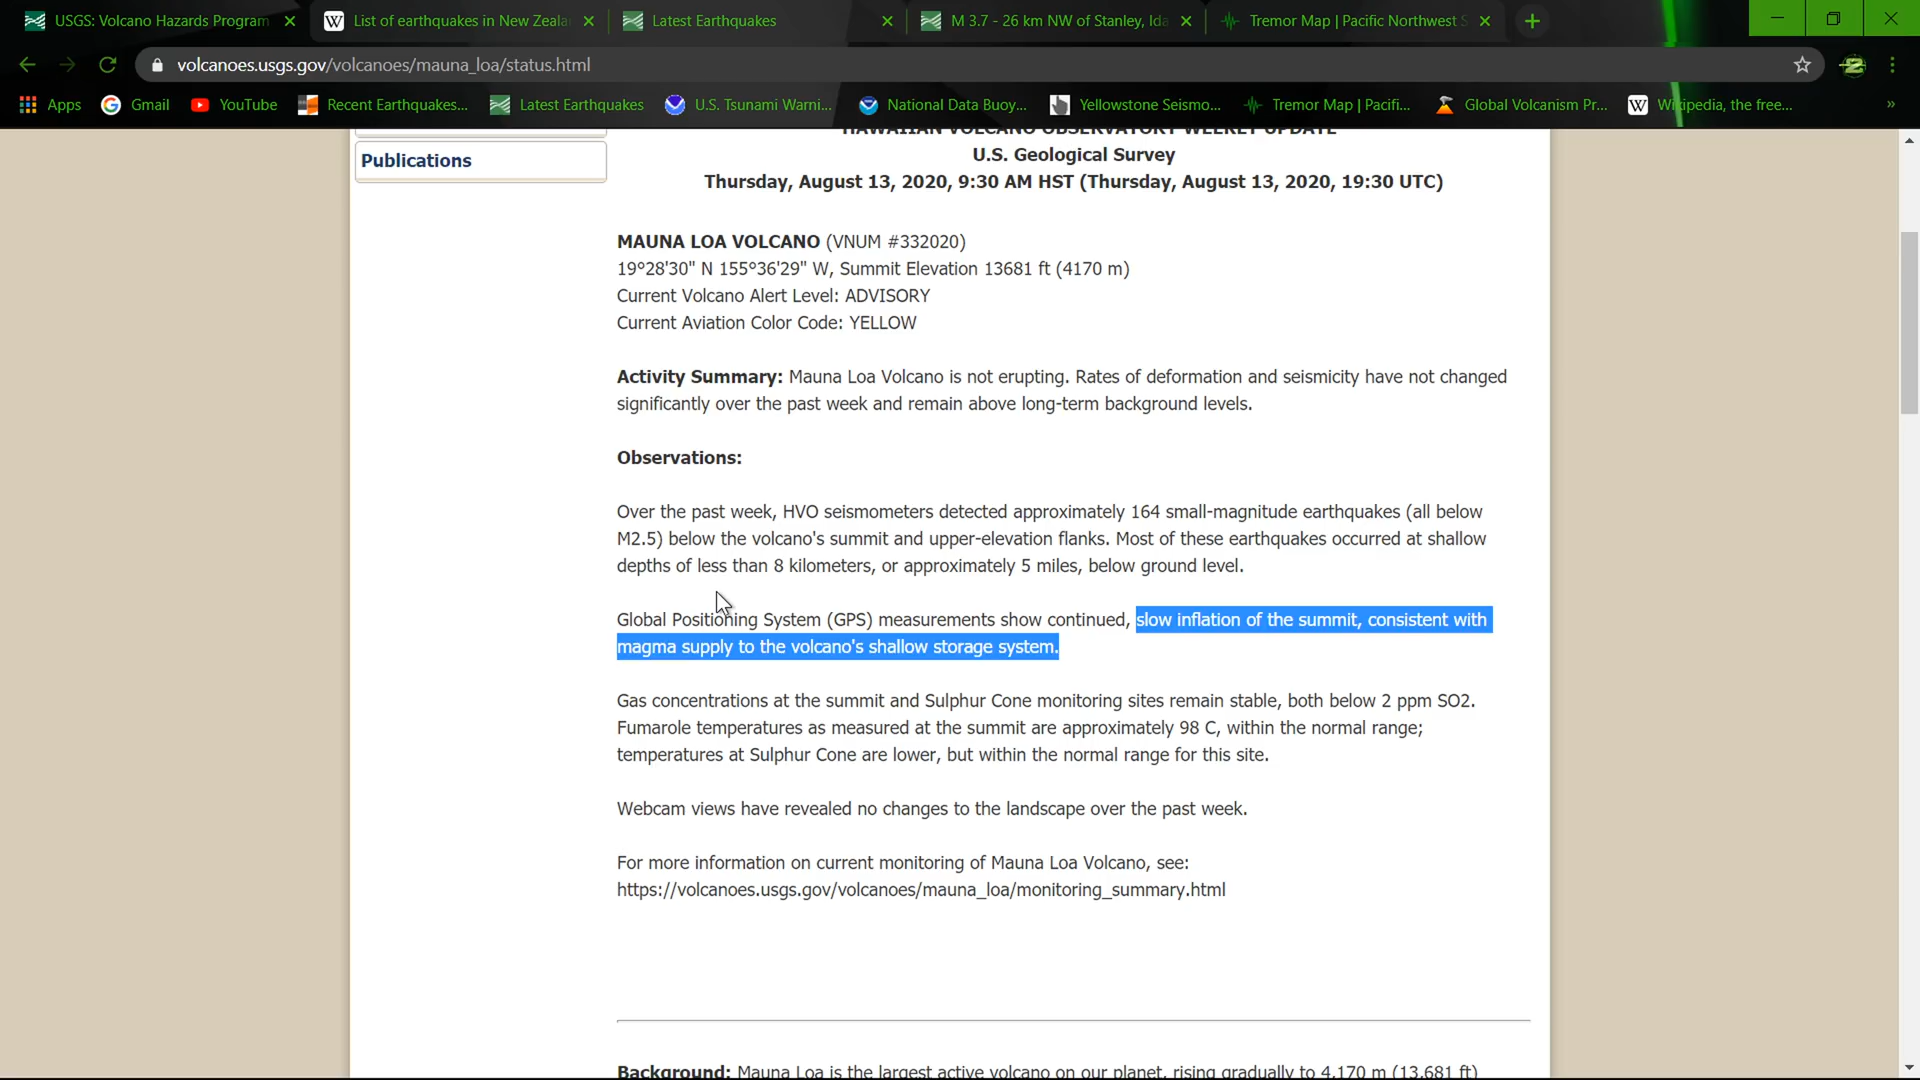 USGS: Volcano Hazards Program
List of earthquakes in New Zeala
Latest Earthquakes
M 3.7 - 26 km NW of Stanley, Ida
Tremor Map | Pacific Northwest S
volcanoes.usgs.gov/volcanoes/mauna_loa/status.html
Apps
Gmail
YouTube
Recent Earthquakes...
Latest Earthquakes
U.S. Tsunami Warni...
National Data Buoy...
Yellowstone Seismo...
Tremor Map | Pacifi...
Global Volcanism Pr...
Wikipedia, the free...
»
Publications
HAWAIIAN VOLCANO OBSERVATORY WEEKLY UPDATE
U.S. Geological Survey
Thursday, August 13, 2020, 9:30 AM HST (Thursday, August 13, 2020, 19:30 UTC)
MAUNA LOA VOLCANO (VNUM #332020)
19°28'30" N 155°36'29" W, Summit Elevation 13681 ft (4170 m)
Current Volcano Alert Level: ADVISORY
Current Aviation Color Code: YELLOW
Activity Summary: Mauna Loa Volcano is not erupting. Rates of deformation and seismicity have not changed
significantly over the past week and remain above long-term background levels.
Observations:
Over the past week, HVO seismometers detected approximately 164 small-magnitude earthquakes (all below
M2.5) below the volcano's summit and upper-elevation flanks. Most of these earthquakes occurred at shallow
depths of less than 8 kilometers, or approximately 5 miles, below ground level.
Global Positioning System (GPS) measurements show continued, slow inflation of the summit, consistent with
magma supply to the volcano's shallow storage system.
Gas concentrations at the summit and Sulphur Cone monitoring sites remain stable, both below 2 ppm SO2.
Fumarole temperatures as measured at the summit are approximately 98 C, within the normal range;
temperatures at Sulphur Cone are lower, but within the normal range for this site.
Webcam views have revealed no changes to the landscape over the past week.
For more information on current monitoring of Mauna Loa Volcano, see:
https://volcanoes.usgs.gov/volcanoes/mauna_loa/monitoring_summary.html
Background: Mauna Loa is the largest active volcano on our planet, rising gradually to 4,170 m (13,681 ft)